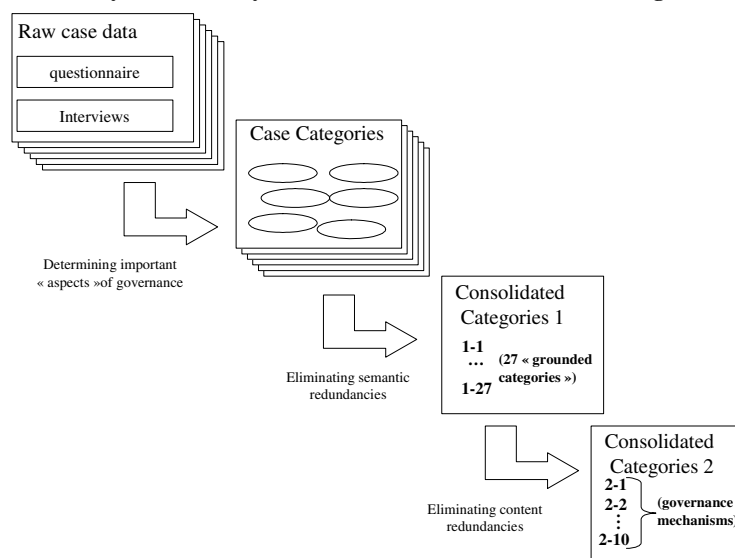 Raw case data
questionnaire
Interviews
Case Categories
Determining important
« aspects »of governance
Consolidated
Categories 1
1-1
...
1-27
(27 « grounded
categories »)
Eliminating semantic
redundancies
Consolidated
Categories 2
2-1
2-2
⋮
2-10
(governance
mechanisms)
Eliminating content
redundancies